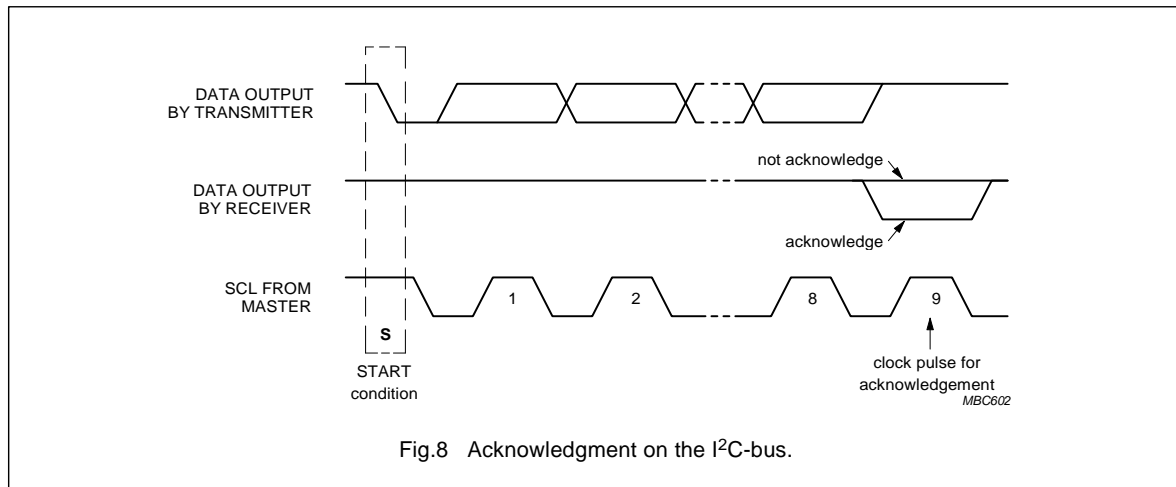 DATA OUTPUT
BY TRANSMITTER
not acknowledge
DATA OUTPUT
BY RECEIVER
acknowledge
SCL FROM
MASTER
1
2
8
9
S
START
condition
clock pulse for
acknowledgement
MBC602
Fig.8 Acknowledgment on the I²C-bus.